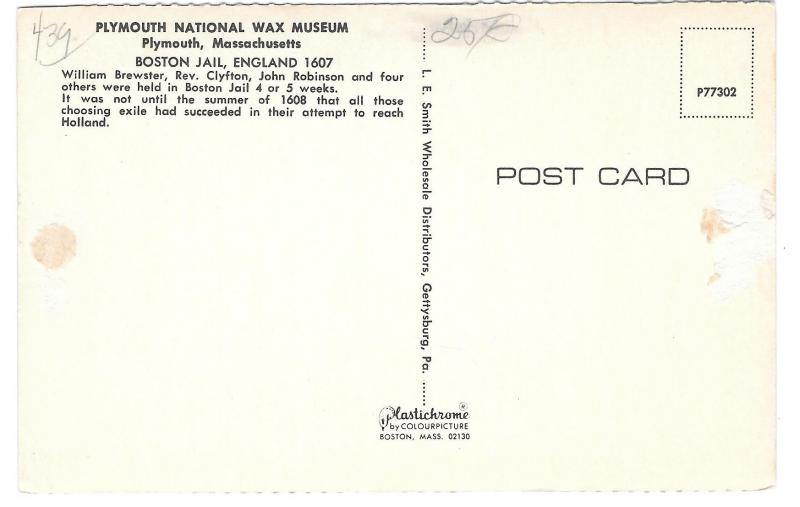 439
PLYMOUTH NATIONAL WAX MUSEUM
Plymouth, Massachusetts
BOSTON JAIL, ENGLAND 1607
William Brewster, Rev. Clyfton, John Robinson and four
others were held in Boston Jail 4 or 5 weeks.
It was not until the summer of 1608 that all those
choosing exile had succeeded in their attempt to reach
Holland.
25¢
L. E. Smith Wholesale Distributors, Gettysburg, Pa.
P77302
POST CARD
Plastichrome®
by COLOURPICTURE
BOSTON, MASS. 02130